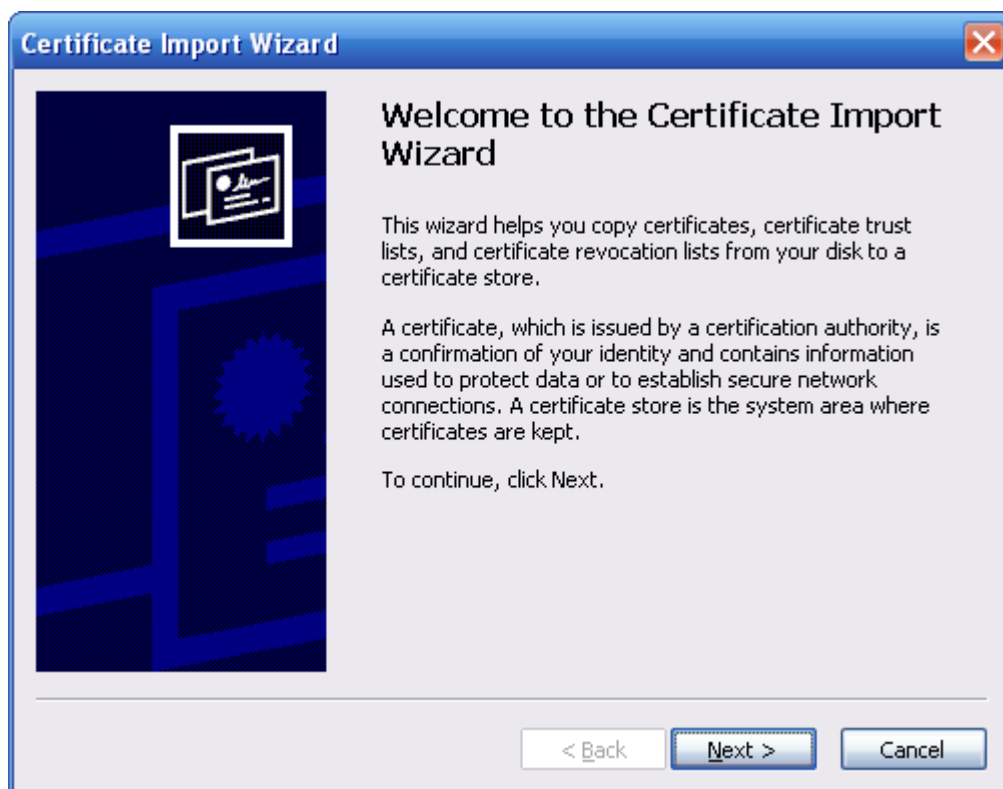 Certificate Import Wizard
Welcome to the Certificate Import
Wizard
This wizard helps you copy certificates, certificate trust
lists, and certificate revocation lists from your disk to a
certificate store.
A certificate, which is issued by a certification authority, is
a confirmation of your identity and contains information
used to protect data or to establish secure network
connections. A certificate store is the system area where
certificates are kept.
To continue, click Next.
< Back
Next >
Cancel